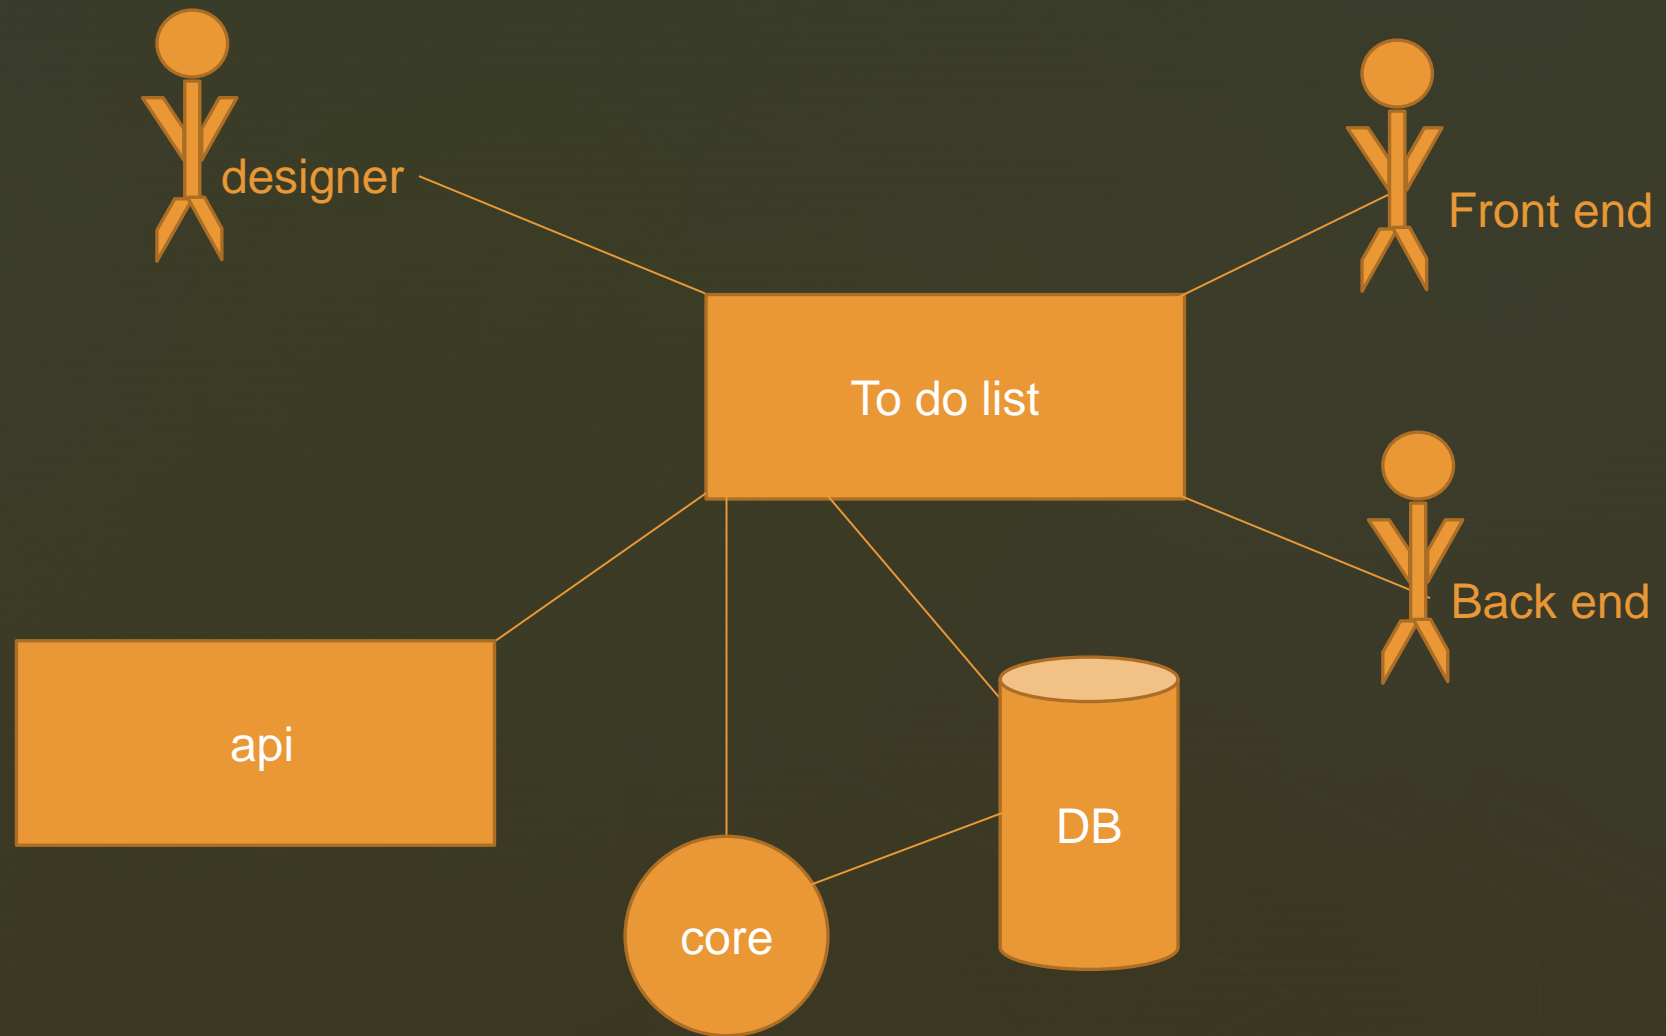 designer
Front end
To do list
Back end
api
DB
core